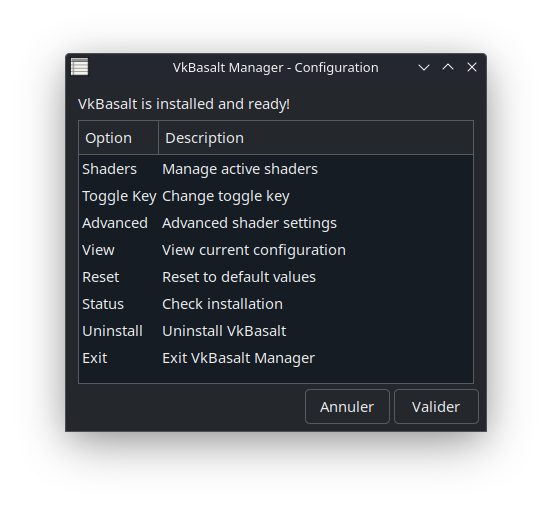 VkBasalt Manager - Configuration
VkBasalt is installed and ready!
Option Description
Shaders Manage active shaders
Toggle Key Change toggle key
Advanced Advanced shader settings
View View current configuration
Reset Reset to default values
Status Check installation
Uninstall Uninstall VkBasalt
Exit Exit VkBasalt Manager
Annuler Valider